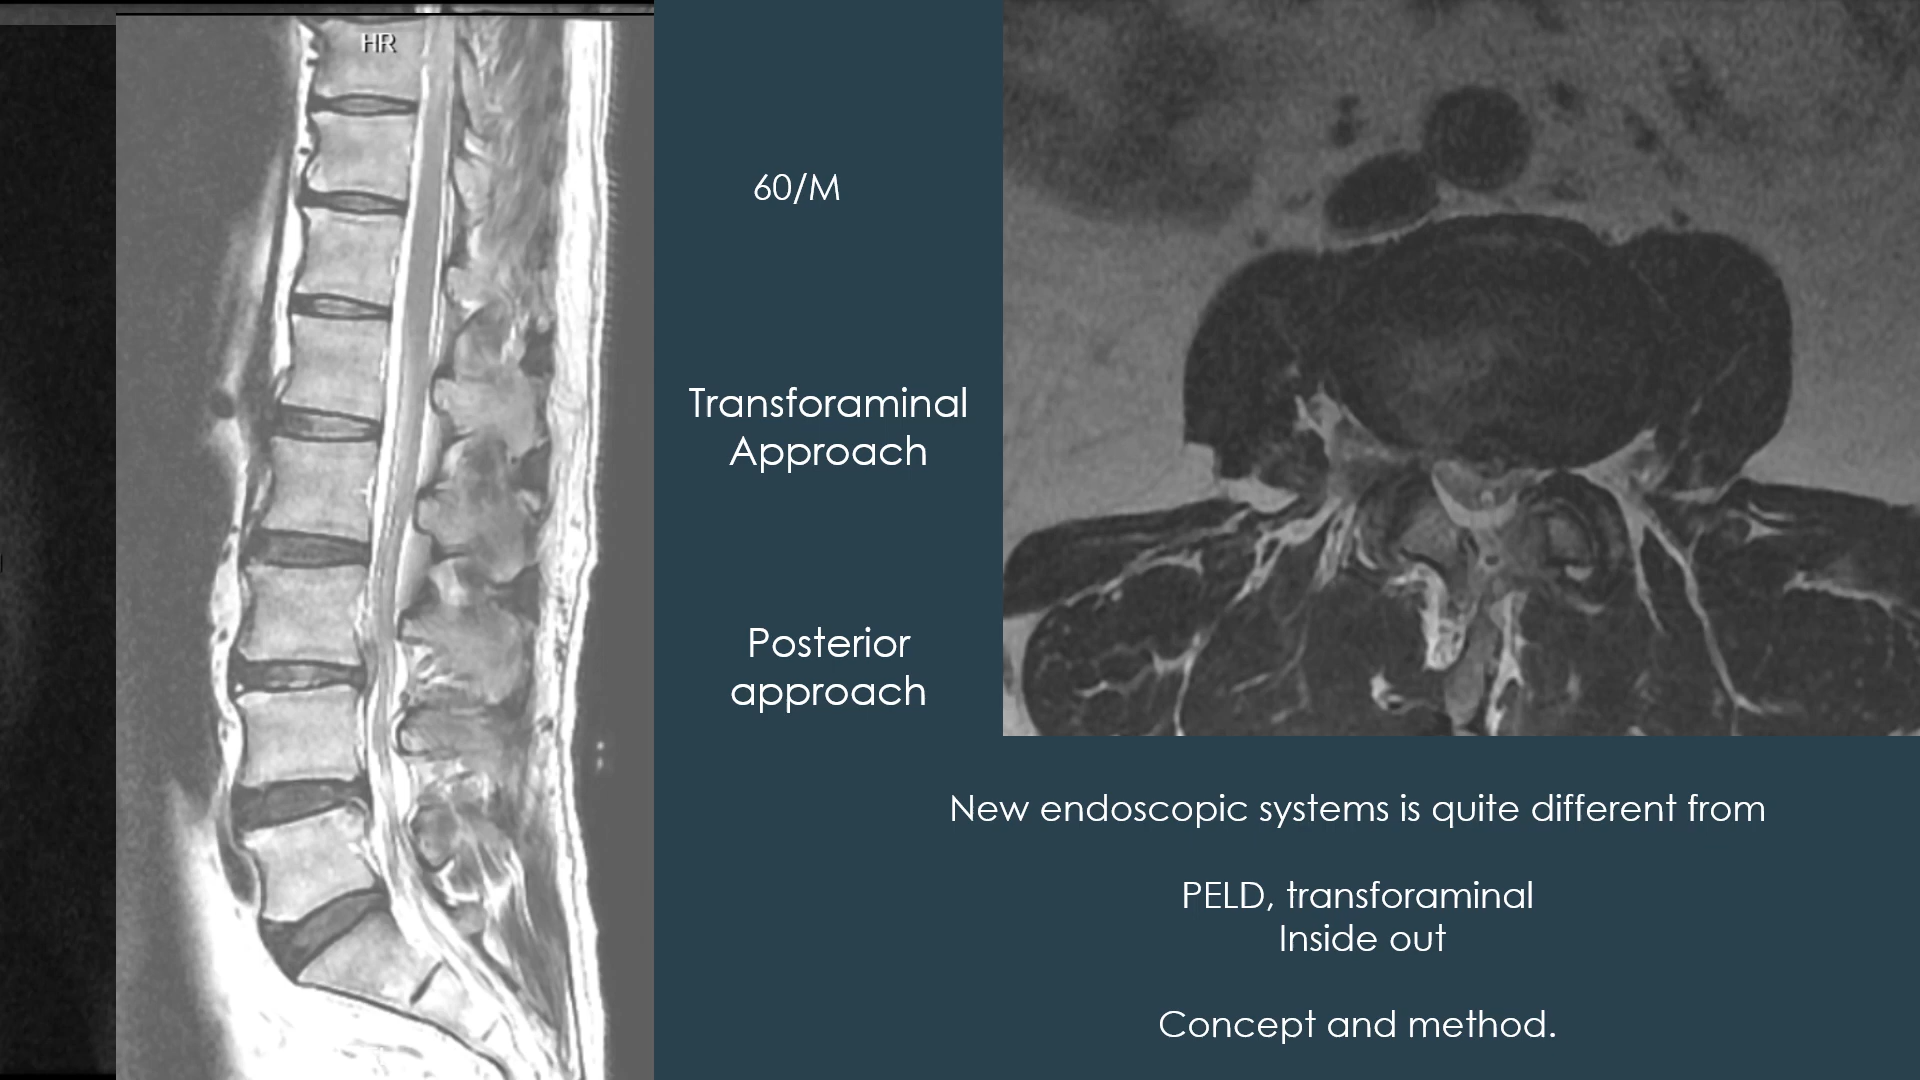 HR
60/M
Transforaminal
Approach
Posterior
approach
New endoscopic systems is quite different from
PELD, transforaminal
Inside out
Concept and method.